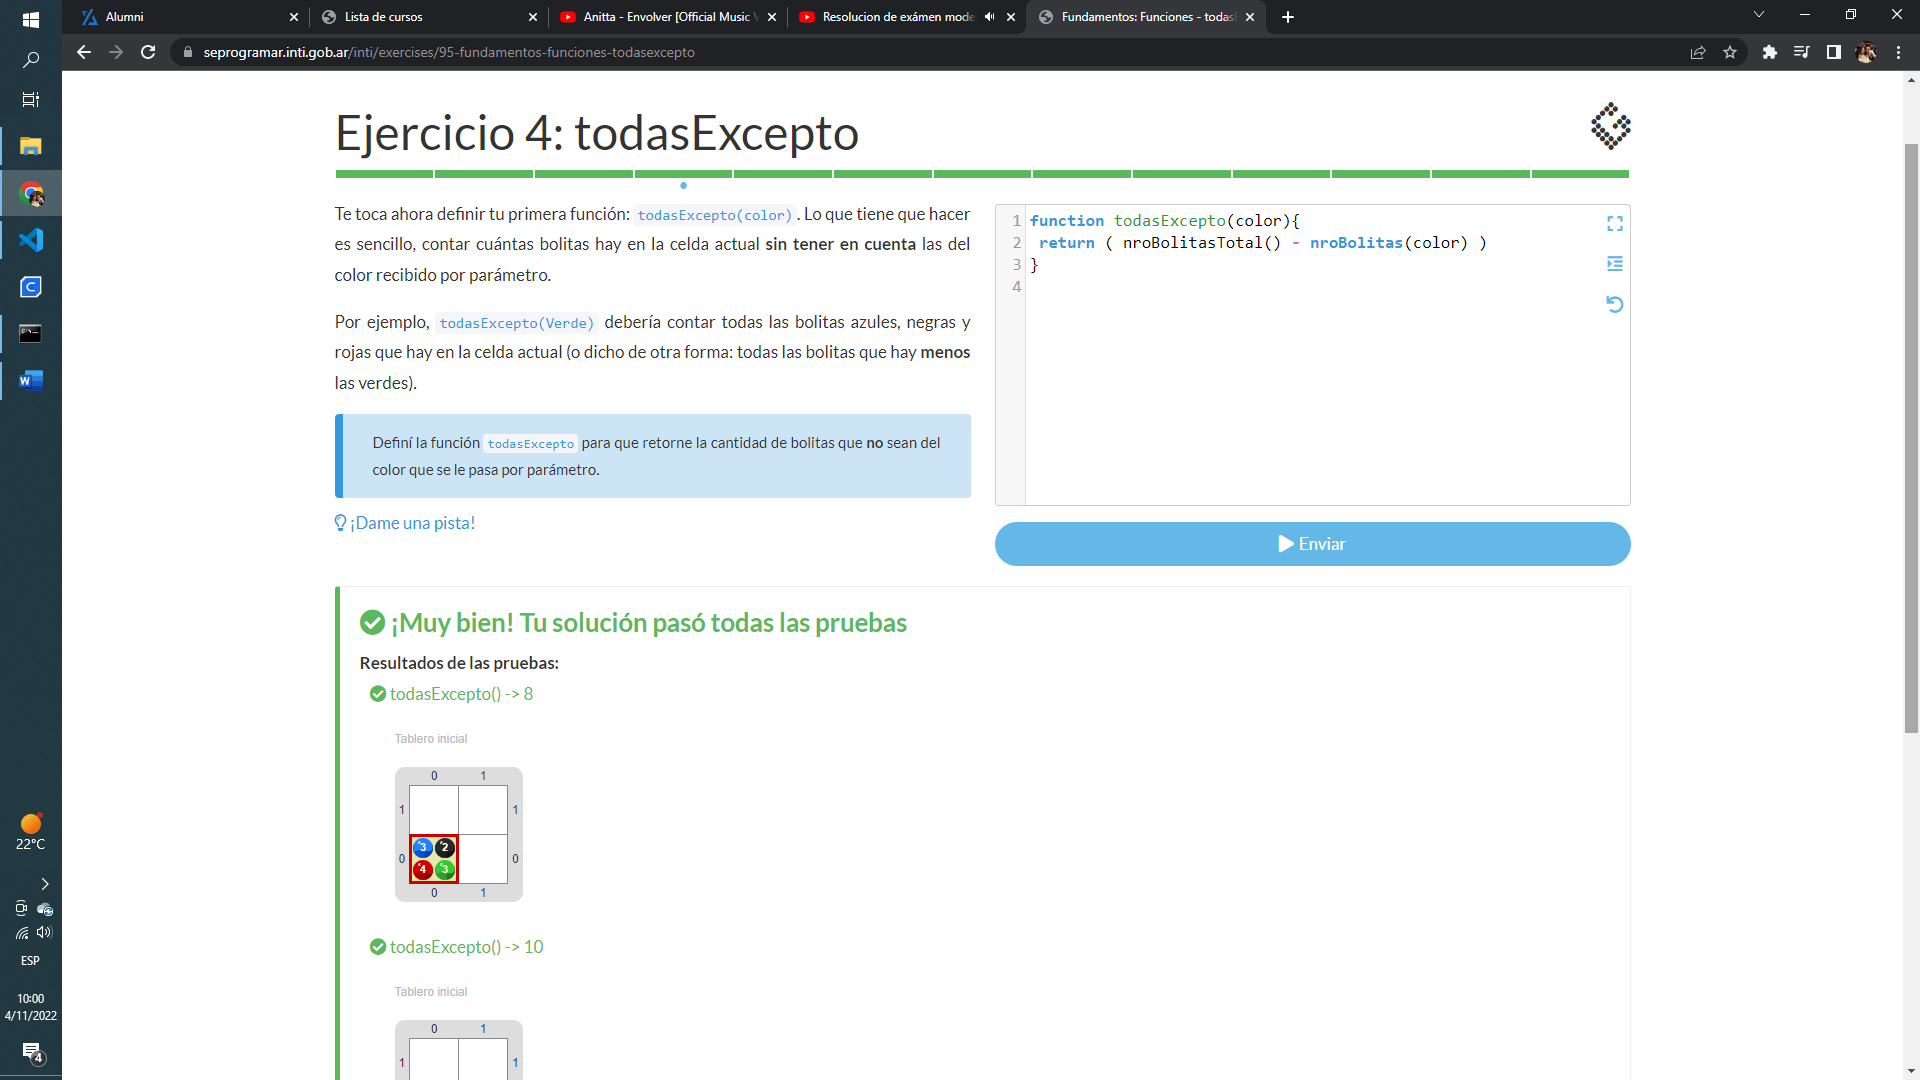 Alumni
Lista de cursos
Anitta - Envolver [Official Music V
Resolucion de exámen mode
Fundamentos: Funciones - todas
seprogramar.inti.gob.ar/inti/exercises/95-fundamentos-funciones-todasexcepto
Ejercicio 4: todasExcepto
Te toca ahora definir tu primera función: todasExcepto(color). Lo que tiene que hacer
es sencillo, contar cuántas bolitas hay en la celda actual sin tener en cuenta las del
color recibido por parámetro.
Por ejemplo, todasExcepto(Verde) debería contar todas las bolitas azules, negras y
rojas que hay en la celda actual (o dicho de otra forma: todas las bolitas que hay menos
las verdes).
Definí la función todasExcepto para que retorne la cantidad de bolitas que no sean del
color que se le pasa por parámetro.
¡Dame una pista!
1 function todasExcepto(color){
2 return ( nroBolitasTotal() - nroBolitas(color) )
3 }
4
Enviar
¡Muy bien! Tu solución pasó todas las pruebas
Resultados de las pruebas:
todasExcepto() -> 8
Tablero inicial
0 1
1 1
3 2
0 0
4 3
0 1
todasExcepto() -> 10
Tablero inicial
0 1
1 1
22°C
ESP
10:00
4/11/2022
4